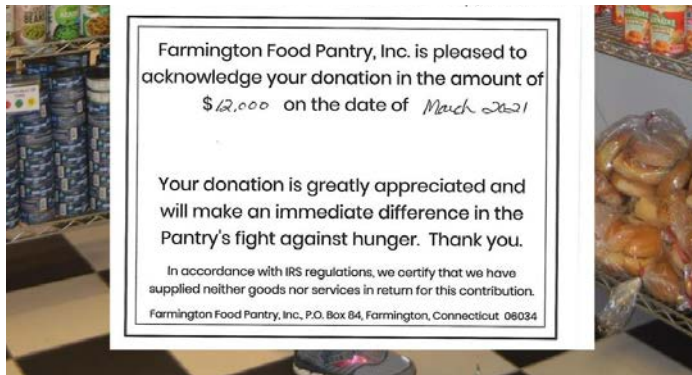 Farmington Food Pantry, Inc. is pleased to
acknowledge your donation in the amount of
$12,000 on the date of March 2021
Your donation is greatly appreciated and
will make an immediate difference in the
Pantry's fight against hunger. Thank you.
In accordance with IRS regulations, we certify that we have
supplied neither goods nor services in return for this contribution.
Farmington Food Pantry, Inc., P.O. Box 84, Farmington, Connecticut 06034